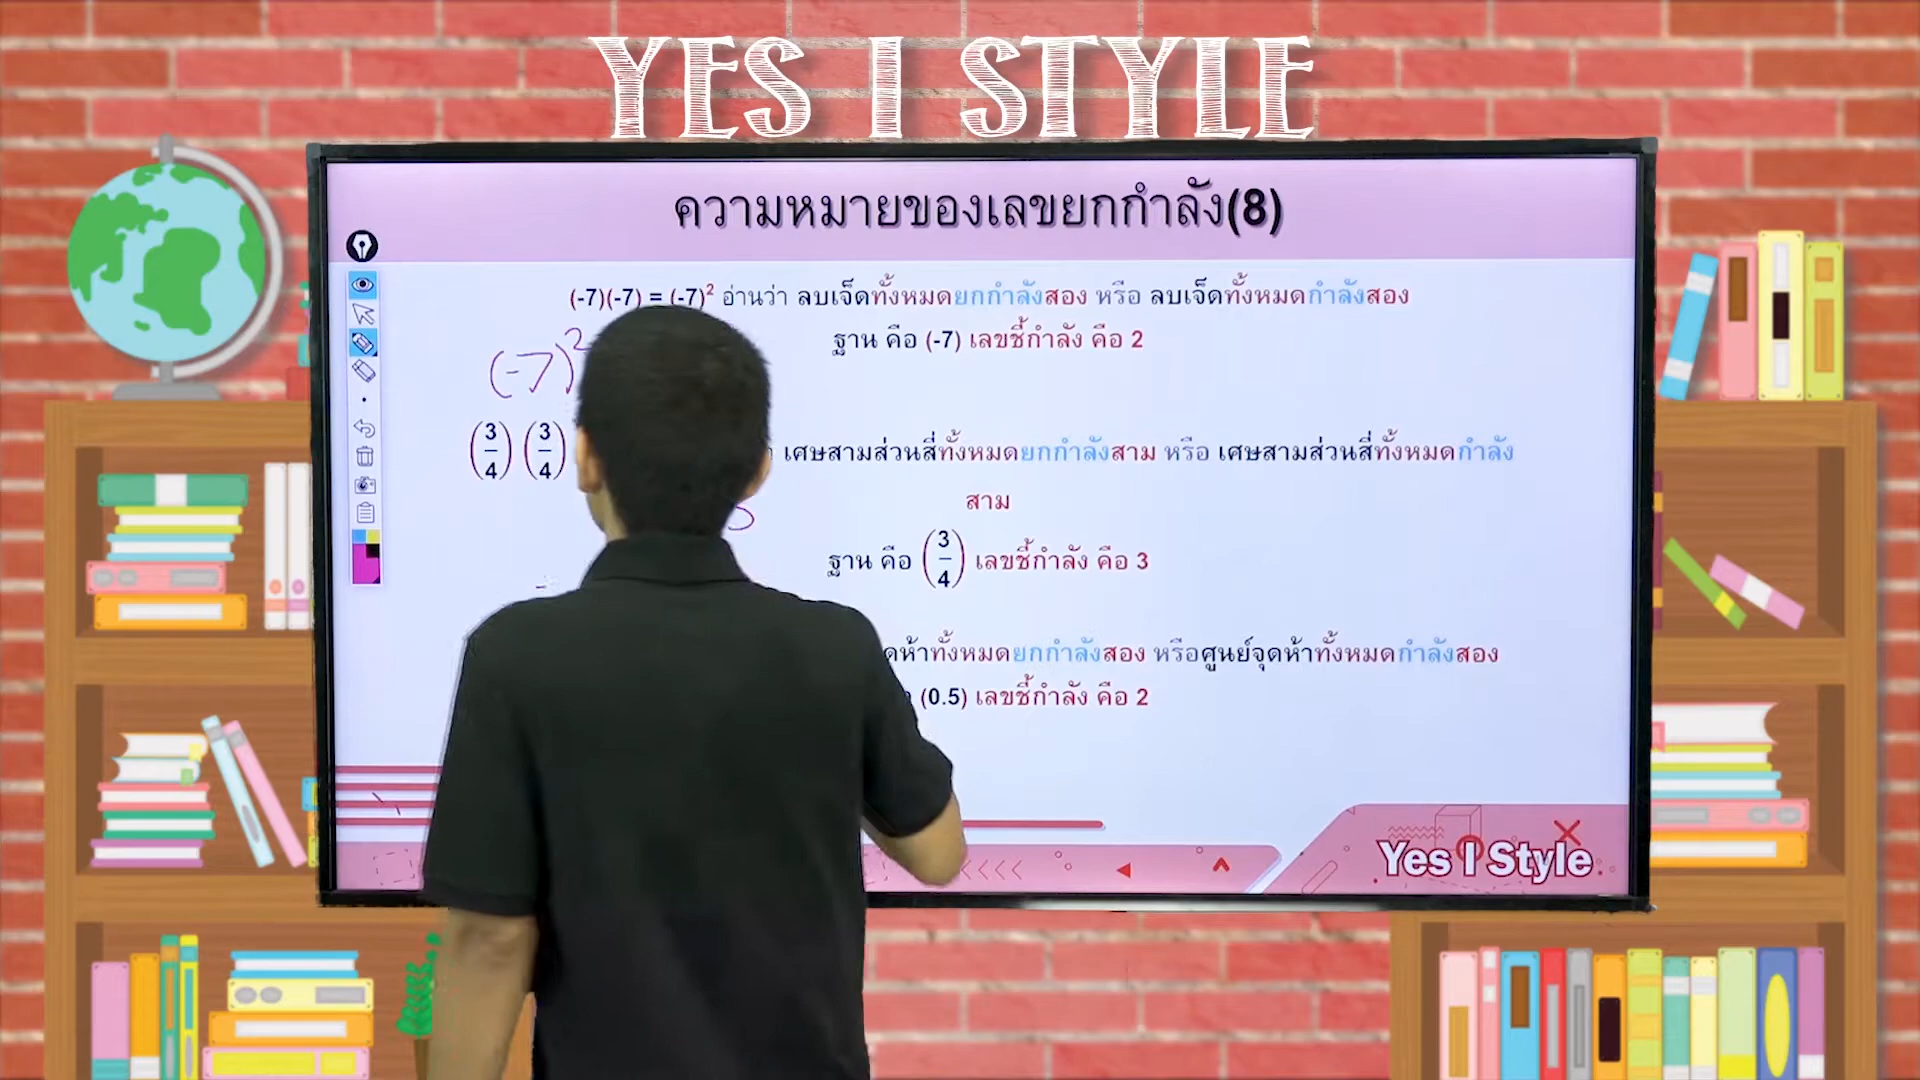 YES I STYLE
ความหมายของเลขยกกำลัง(8)
(-7)(-7) = (-7)² อ่านว่า ลบเจ็ดทั้งหมดยกกำลังสอง หรือ ลบเจ็ดทั้งหมดกำลังสอง
ฐาน คือ (-7) เลขชี้กำลัง คือ 2
(-7)²
(3/4)(3/4) เศษสามส่วนสี่ทั้งหมดยกกำลังสาม หรือ เศษสามส่วนสี่ทั้งหมดกำลัง
สาม
ฐาน คือ (3/4) เลขชี้กำลัง คือ 3
ห้าทั้งหมดยกกำลังสอง หรือศูนย์จุดห้าทั้งหมดกำลังสอง
(0.5) เลขชี้กำลัง คือ 2
Yes I Style